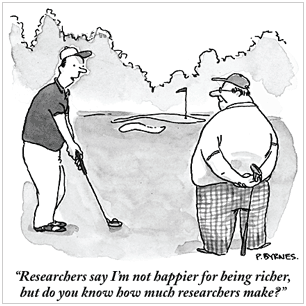 P. BYRNES.
“Researchers say I'm not happier for being richer,
but do you know how much researchers make?”